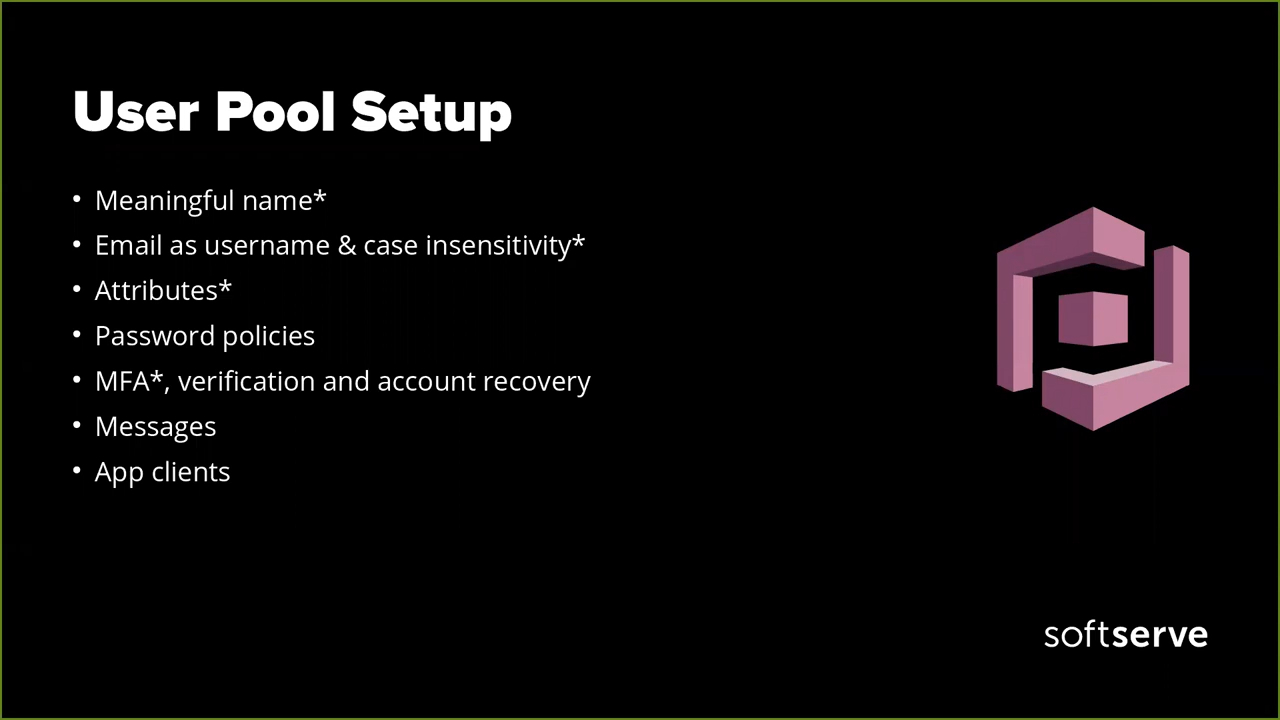 User Pool Setup
• Meaningful name*
• Email as username & case insensitivity*
• Attributes*
• Password policies
• MFA*, verification and account recovery
• Messages
• App clients
softserve